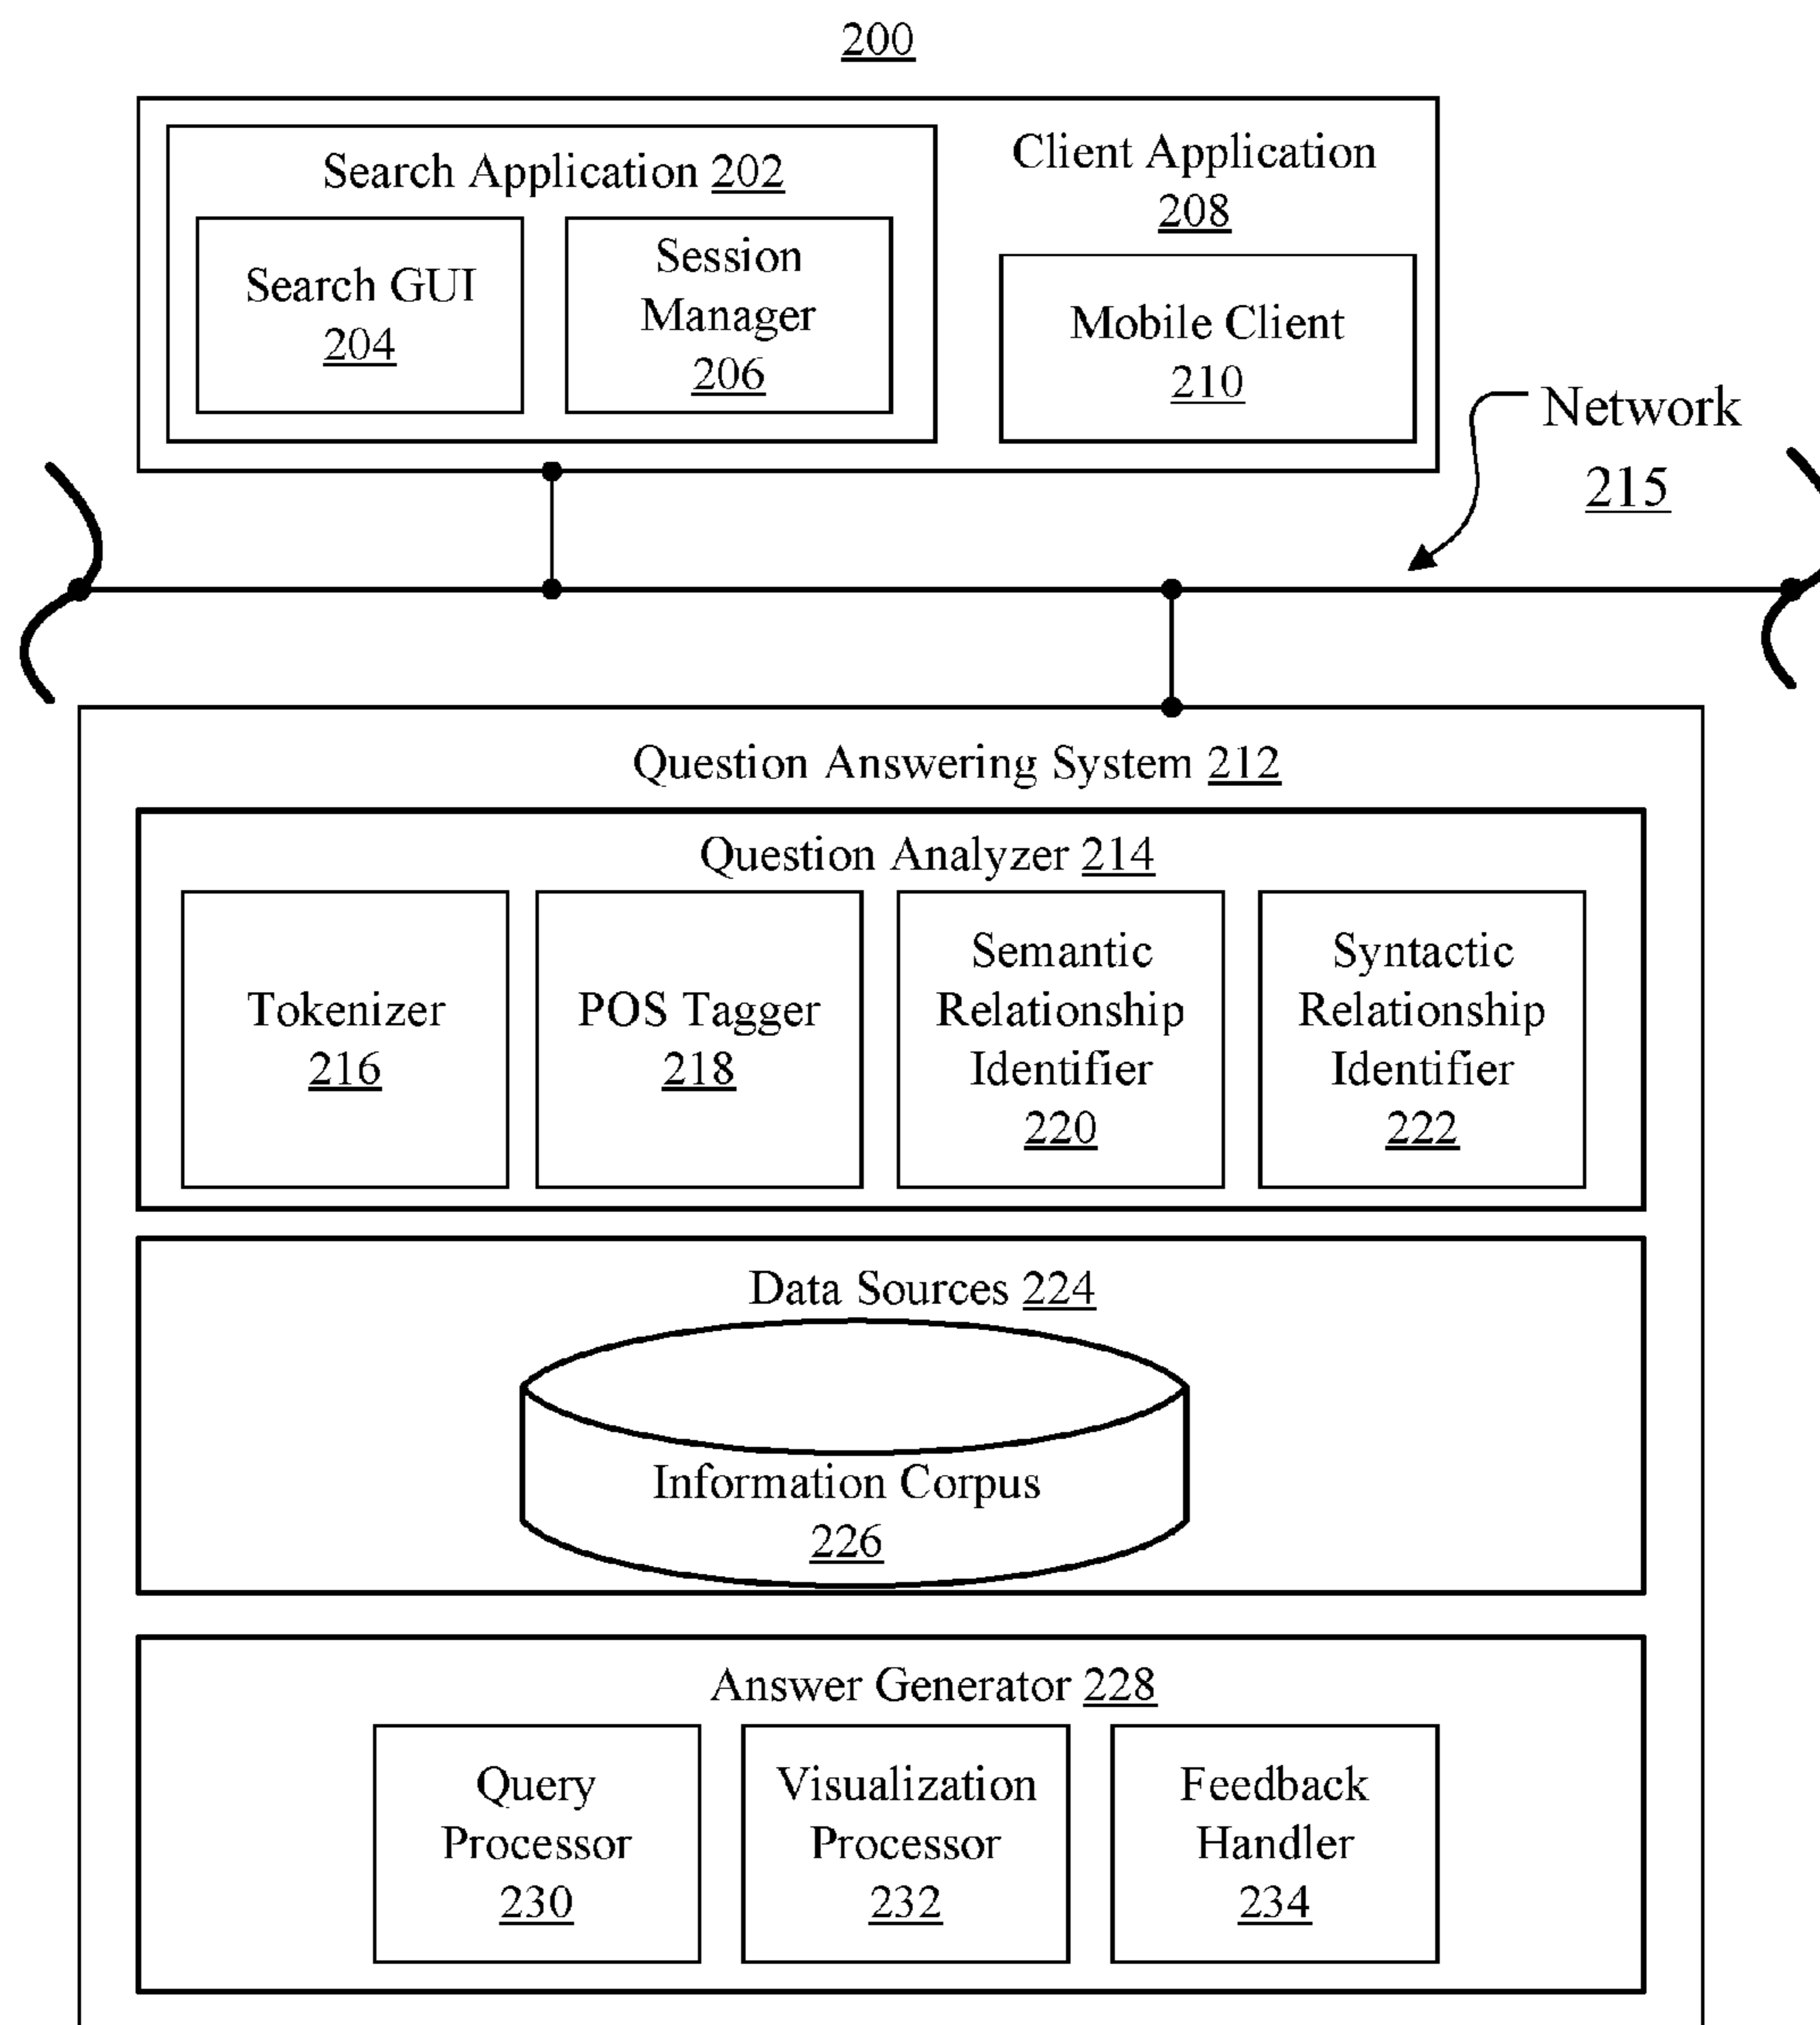 200
Search Application 202
Search GUI
204
Session
Manager
206
Client Application
208
Mobile Client
210
Network
215
Question Answering System 212
Question Analyzer 214
Tokenizer
216
POS Tagger
218
Semantic
Relationship
Identifier
220
Syntactic
Relationship
Identifier
222
Data Sources 224
Information Corpus
226
Answer Generator 228
Query
Processor
230
Visualization
Processor
232
Feedback
Handler
234